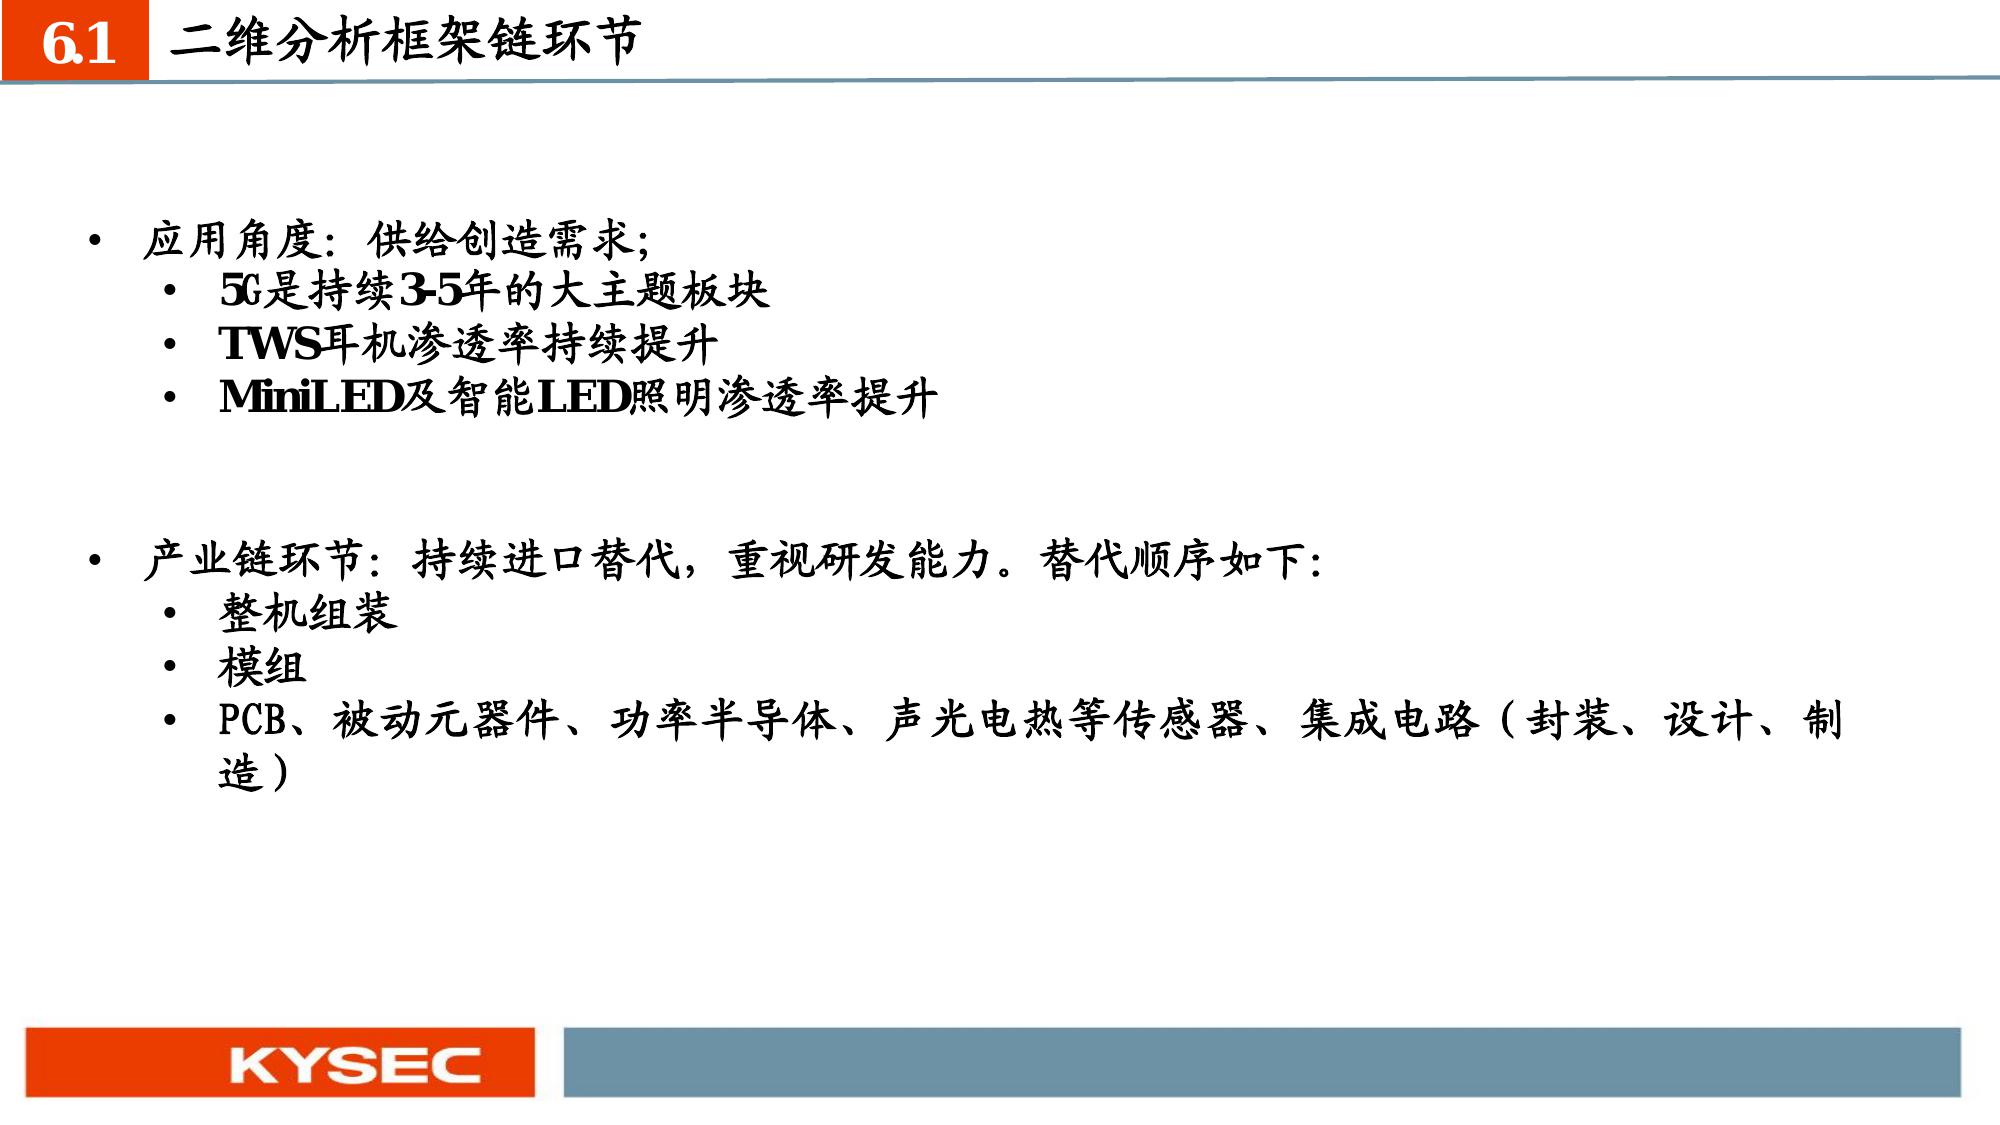 6.1 二维分析框架链环节
• 应用角度：供给创造需求；
• 5G是持续3-5年的大主题板块
• TWS耳机渗透率持续提升
• MiniLED及智能LED照明渗透率提升
• 产业链环节：持续进口替代，重视研发能力。替代顺序如下：
• 整机组装
• 模组
• PCB、被动元器件、功率半导体、声光电热等传感器、集成电路（封装、设计、制
造）
KYSEC